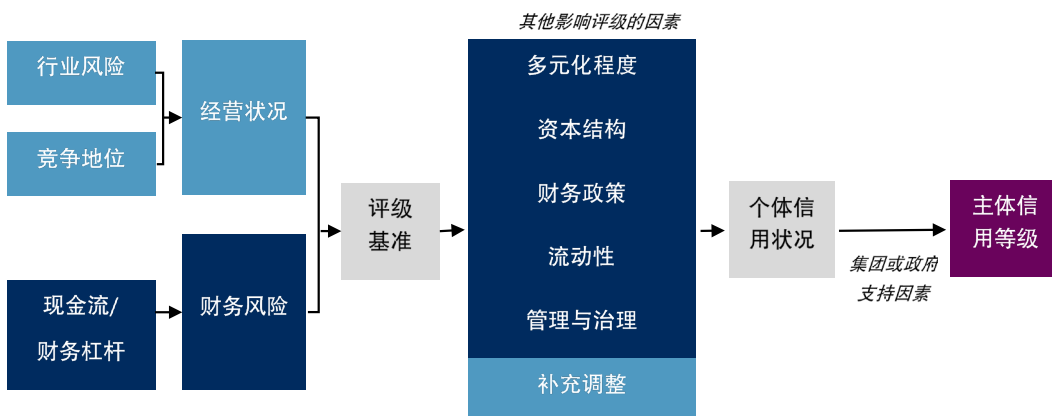 其他影响评级的因素
行业风险
竞争地位
经营状况
现金流/
财务杠杆
财务风险
评级
基准
多元化程度
资本结构
财务政策
流动性
管理与治理
补充调整
个体信
用状况
集团或政府
支持因素
主体信
用等级